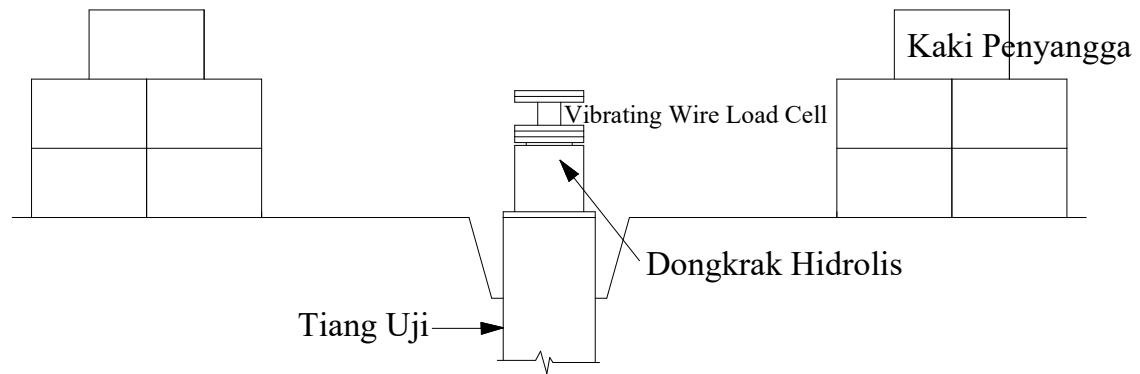 Kaki Penyangga
Vibrating Wire Load Cell
Dongkrak Hidrolis
Tiang Uji